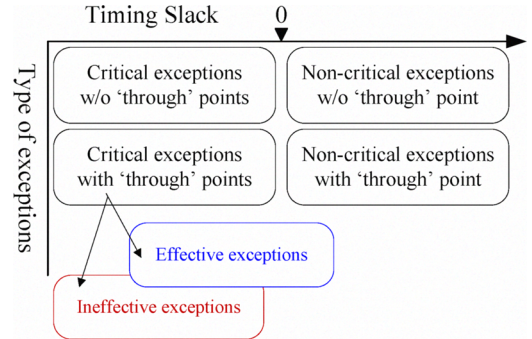 Timing Slack 0
Type of exceptions
Critical exceptions
w/o ‘through’ points
Non-critical exceptions
w/o ‘through’ point
Critical exceptions
with ‘through’ points
Non-critical exceptions
with ‘through’ point
Effective exceptions
Ineffective exceptions